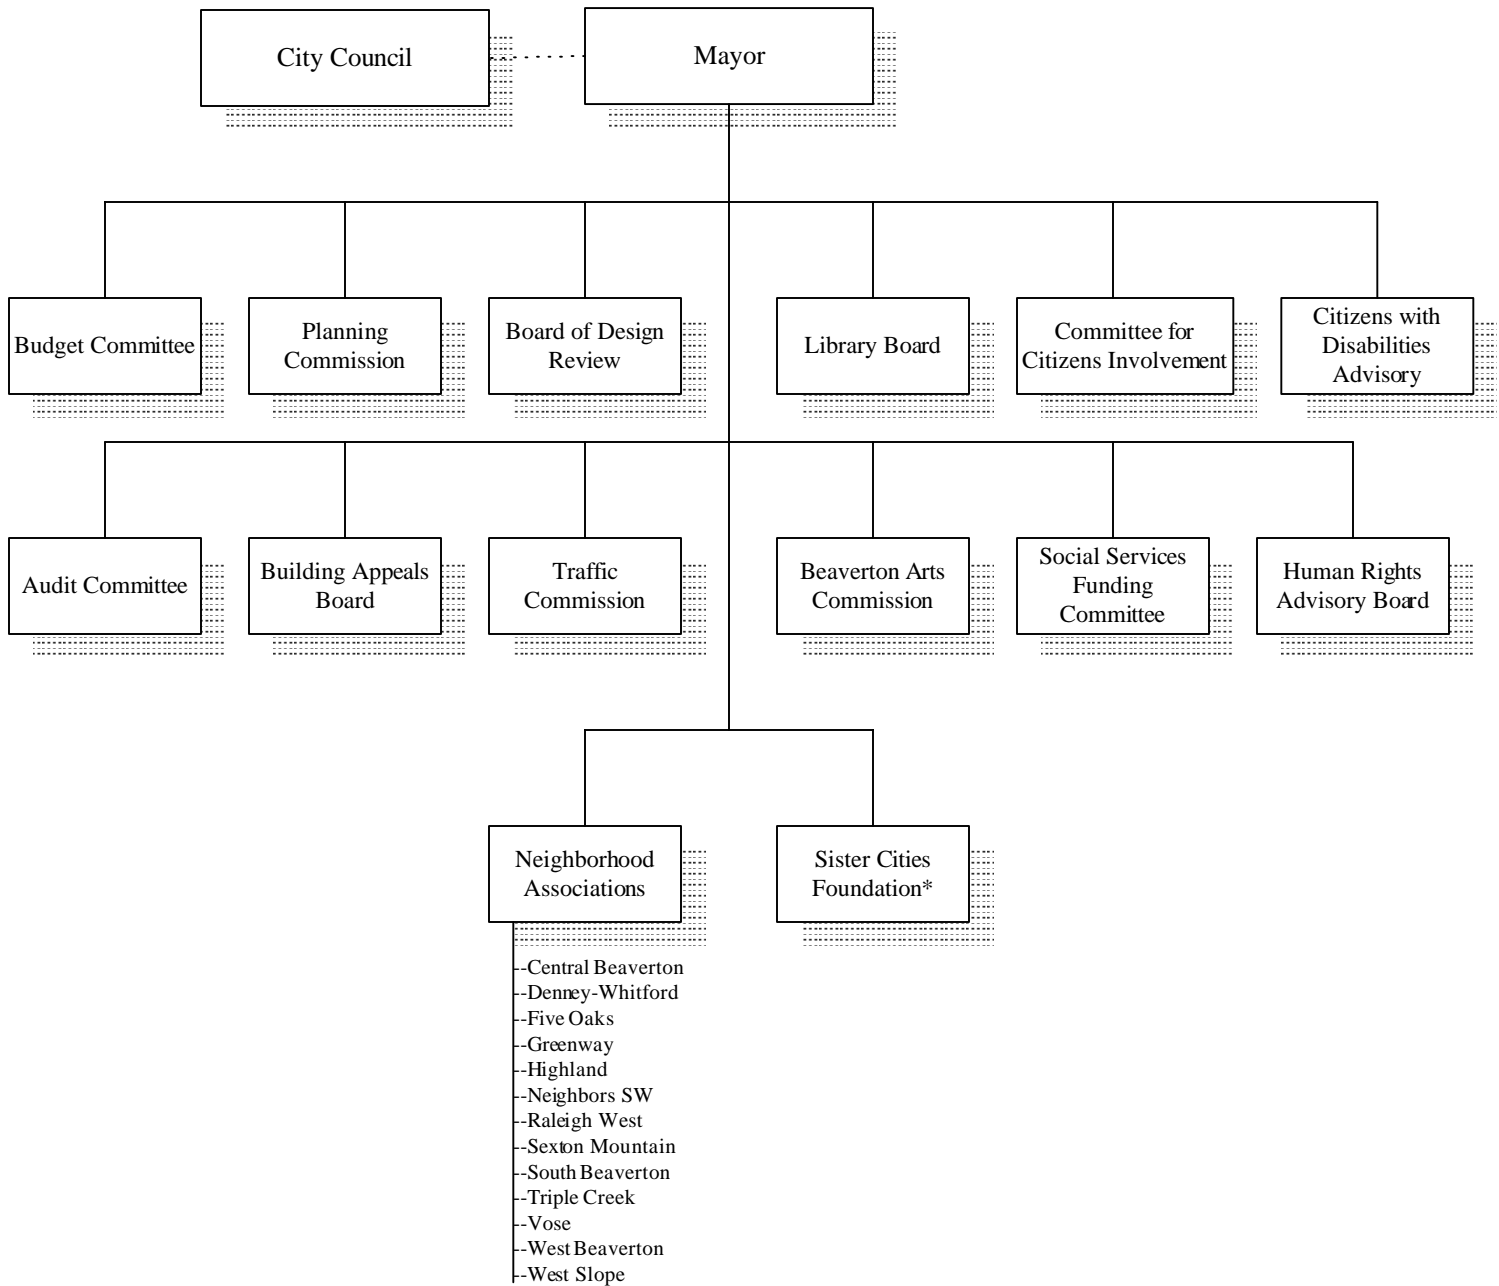 City Council
Mayor
Budget Committee
Planning
Commission
Board of Design
Review
Library Board
Committee for
Citizens Involvement
Citizens with
Disabilities
Advisory
Audit Committee
Building Appeals
Board
Traffic
Commission
Beaverton Arts
Commission
Social Services
Funding
Committee
Human Rights
Advisory Board
Neighborhood
Associations
Sister Cities
Foundation*
--Central Beaverton
--Denney-Whitford
--Five Oaks
--Greenway
--Highland
--Neighbors SW
--Raleigh West
--Sexton Mountain
--South Beaverton
--Triple Creek
--Vose
--West Beaverton
--West Slope